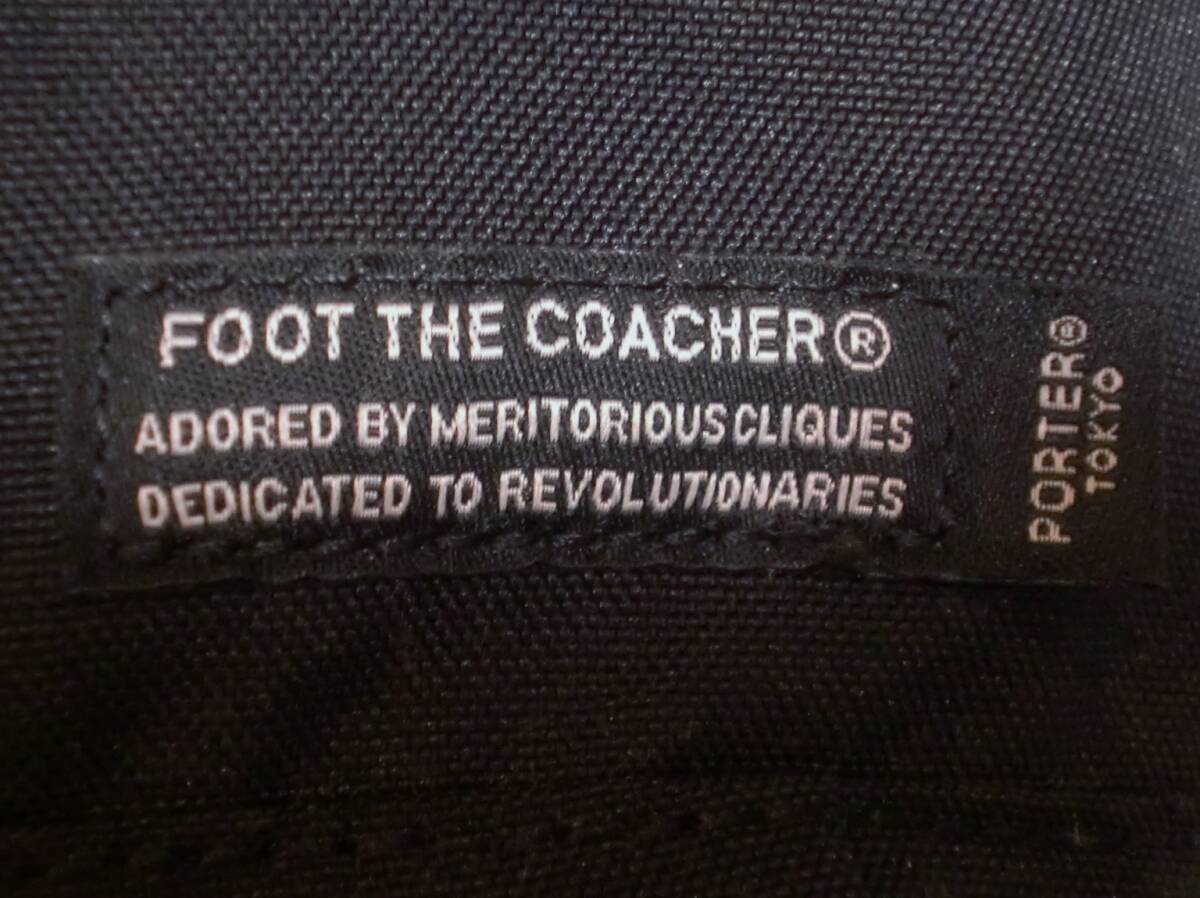 FOOT THE COACHER®
ADORED BY MERITORIOUS CLIQUES
DEDICATED TO REVOLUTIONARIES
PORTER®
TOKYO